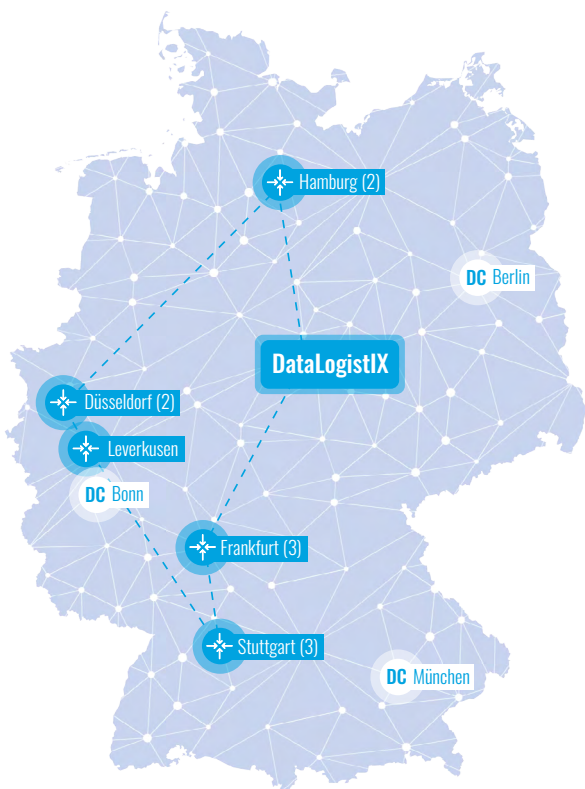 Hamburg (2)
DC Berlin
DataLogistIX
Düsseldorf (2)
Leverkusen
DC Bonn
Frankfurt (3)
Stuttgart (3)
DC München